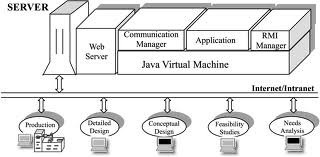 SERVER
Web
Server
Communication
Manager
Application
RMI
Manager
Java Virtual Machine
Internet/Intranet
Production
Detailed
Design
Conceptual
Design
Feasibility
Studies
Needs
Analysis